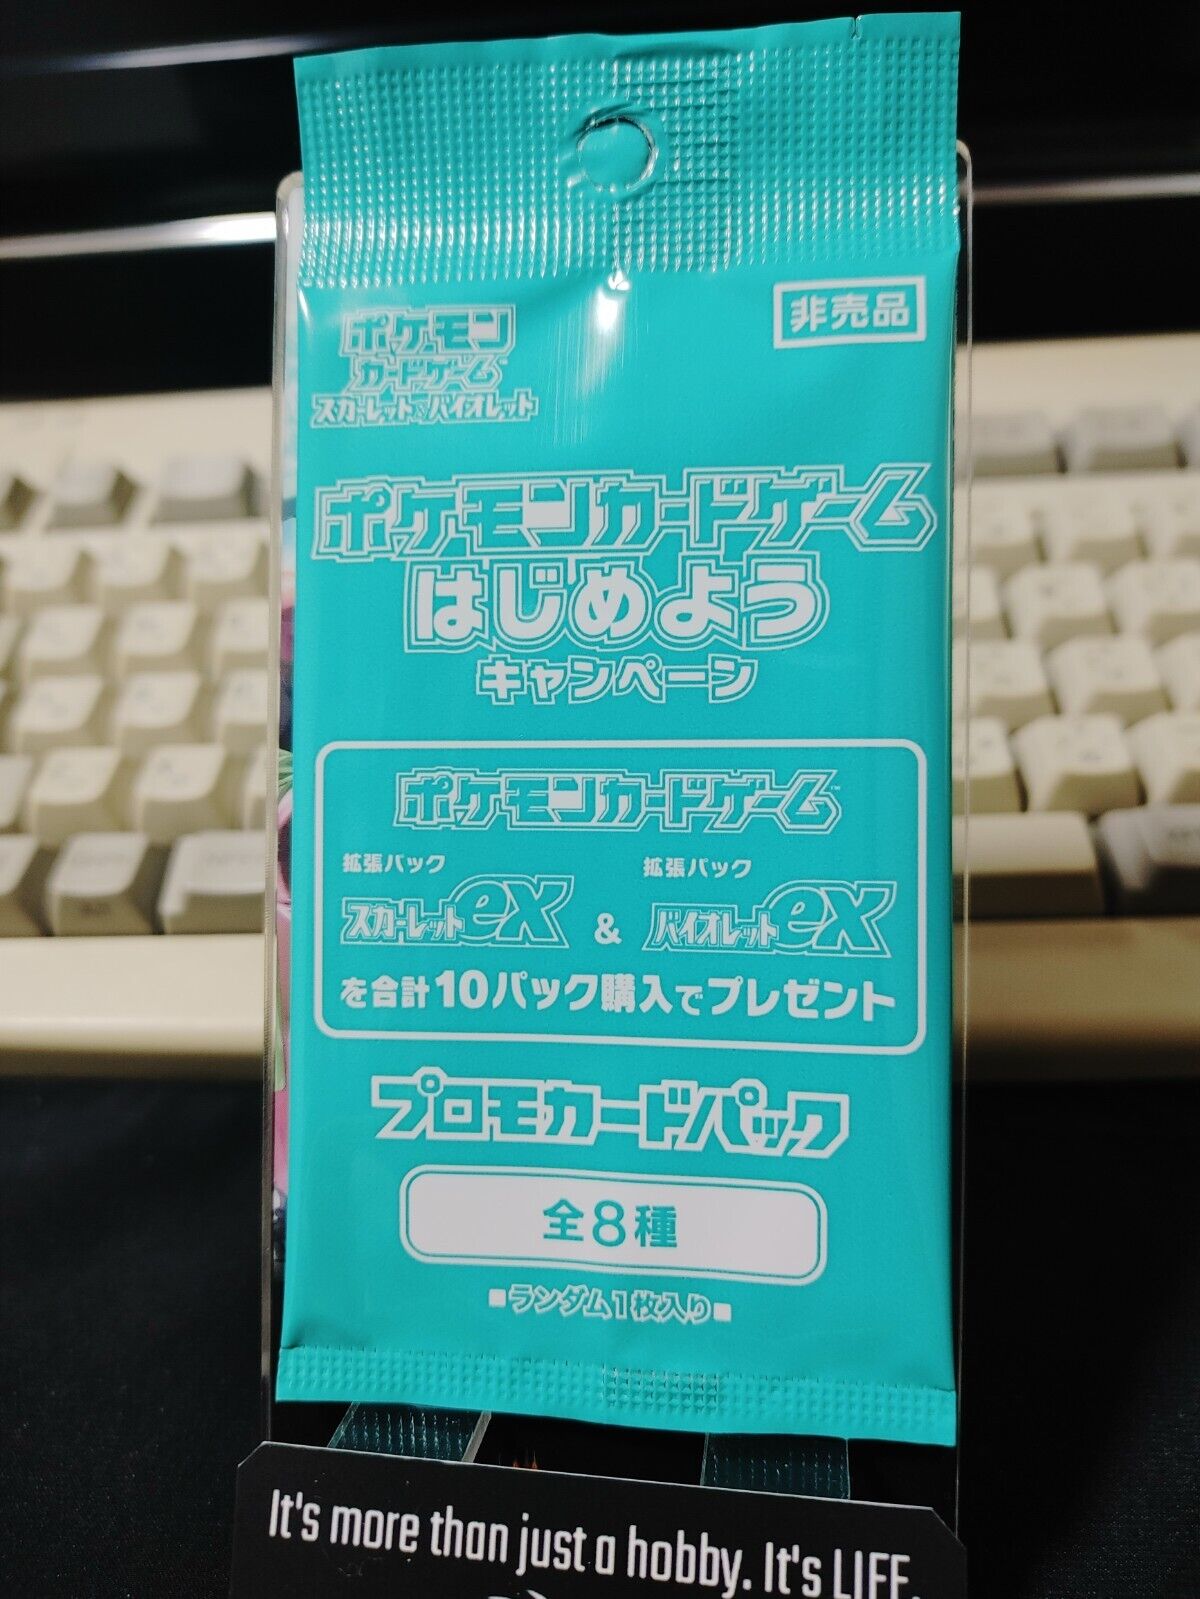 非売品
ポケモン
カードゲーム™
スカーレット&バイオレット
ポケモンカードゲーム
はじめよう
キャンペーン
ポケモンカードゲーム™
拡張パック 拡張パック
スカーレットex & バイオレットex
を合計10パック購入でプレゼント
プロモカードパック
全8種
■ランダム1枚入り■
It's more than just a hobby. It's LIFE.